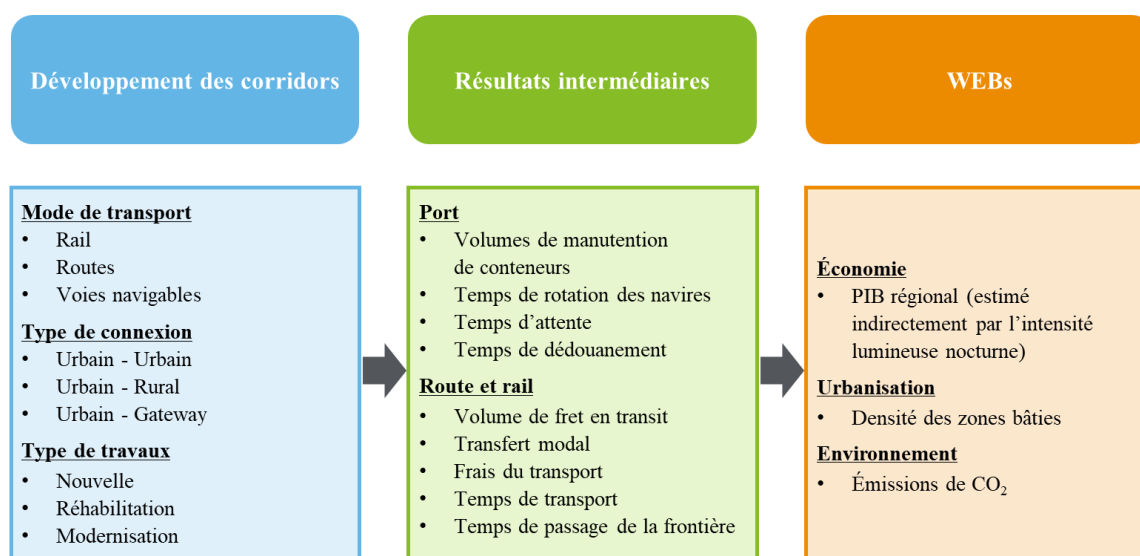 Développement des corridors
Mode de transport
• Rail
• Routes
• Voies navigables
Type de connexion
• Urbain - Urbain
• Urbain - Rural
• Urbain - Gateway
Type de travaux
• Nouvelle
• Réhabilitation
• Modernisation
Résultats intermédiaires
Port
• Volumes de manutention
de conteneurs
• Temps de rotation des navires
• Temps d’attente
• Temps de dédouanement
Route et rail
• Volume de fret en transit
• Transfert modal
• Frais du transport
• Temps de transport
• Temps de passage de la frontière
WEBs
Économie
• PIB régional (estimé
indirectement par l’intensité
lumineuse nocturne)
Urbanisation
• Densité des zones bâties
Environnement
• Émissions de CO₂